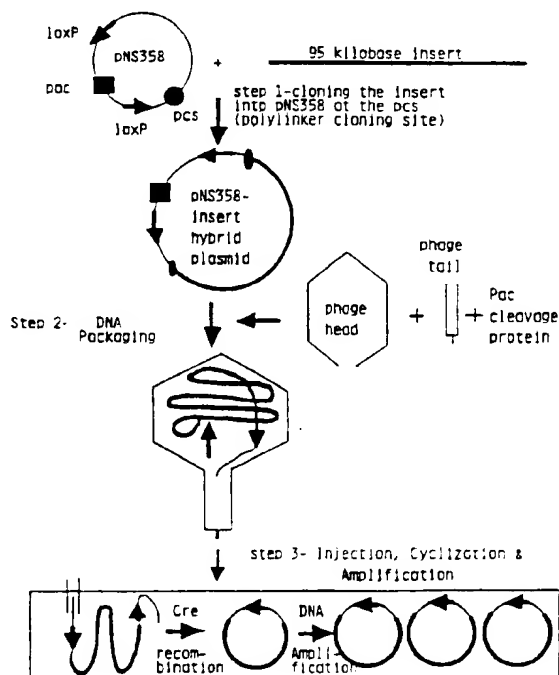 loxP
pNS358
pac
loxP
pcs
+
95 kilobase insert
step 1-cloning the insert
into pNS358 at the pcs
(polylinker cloning site)
pNS358-
insert
hybrid
plasmid
Step 2- DNA
Packaging
phage
head
+
phage
tail
+
Pac
cleavage
protein
step 3- Injection, Cyclization &
Amplification
Cre
recom-
bination
DNA
Ampli-
fication